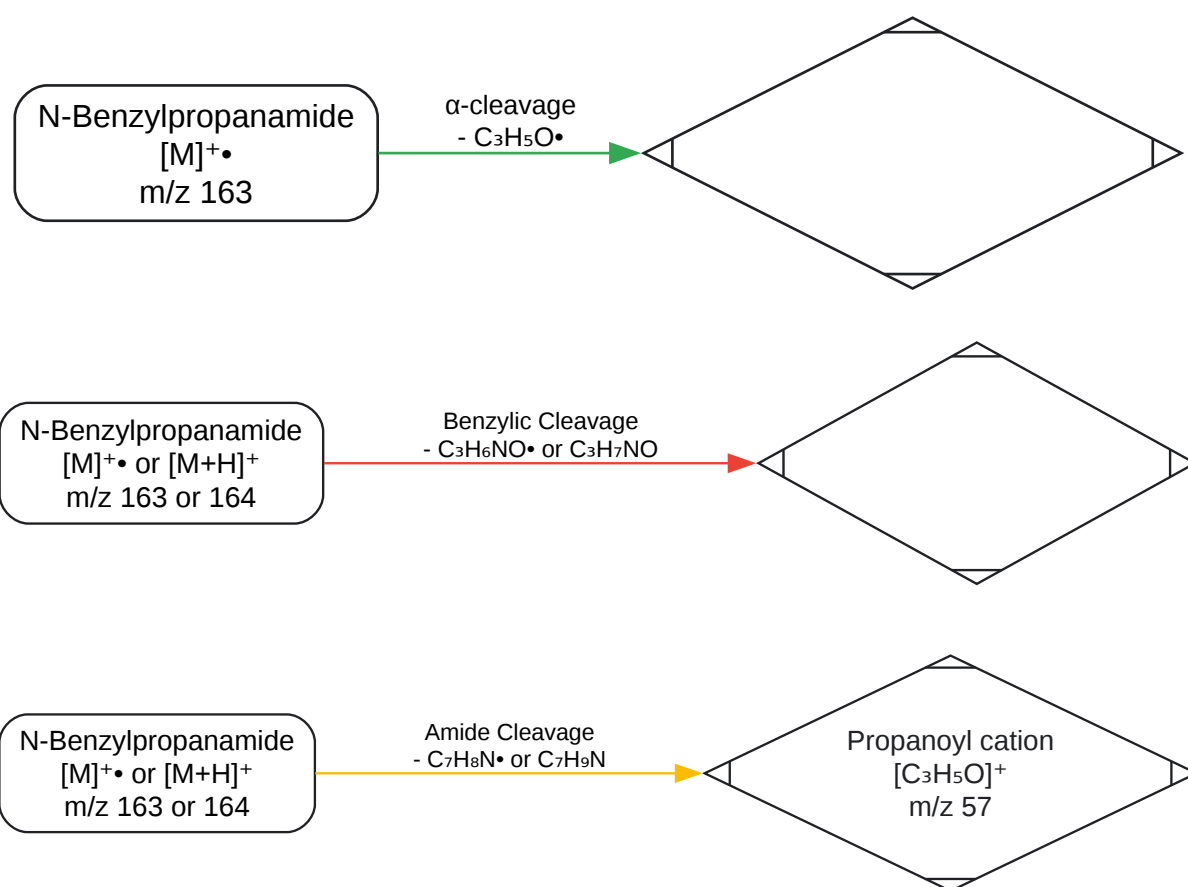 N-Benzylpropanamide
[M]⁺•
m/z 163
α-cleavage
- C₃H₅O•
N-Benzylpropanamide
[M]⁺• or [M+H]⁺
m/z 163 or 164
Benzylic Cleavage
- C₃H₆NO• or C₃H₇NO
N-Benzylpropanamide
[M]⁺• or [M+H]⁺
m/z 163 or 164
Amide Cleavage
- C₇H₈N• or C₇H₉N
Propanoyl cation
[C₃H₅O]⁺
m/z 57